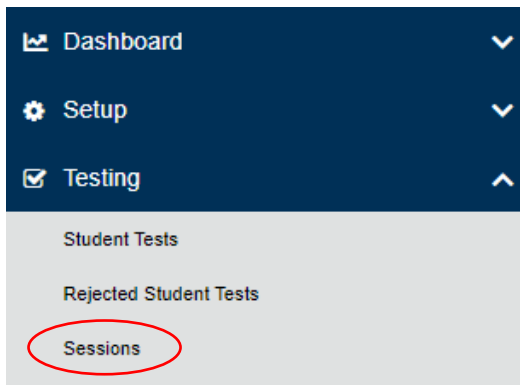 Dashboard
Setup
Testing
Student Tests
Rejected Student Tests
Sessions